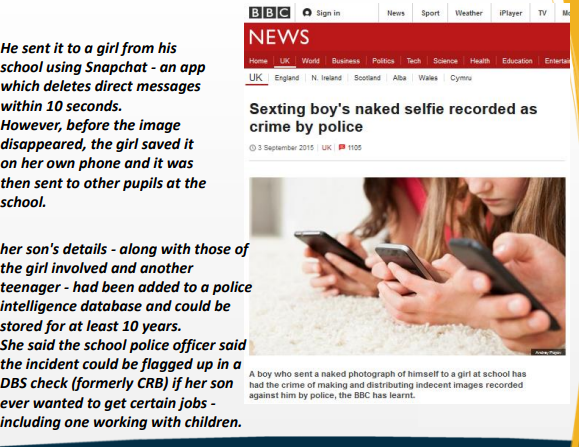 He sent it to a girl from his
school using Snapchat - an app
which deletes direct messages
within 10 seconds.
However, before the image
disappeared, the girl saved it
on her own phone and it was
then sent to other pupils at the
school.
her son's details - along with those of
the girl involved and another
teenager - had been added to a police
intelligence database and could be
stored for at least 10 years.
She said the school police officer said
the incident could be flagged up in a
DBS check (formerly CRB) if her son
ever wanted to get certain jobs -
including one working with children.
BBC Sign in News Sport Weather iPlayer TV
NEWS
Home UK World Business Politics Tech Science Health Education Entertai
UK England N. Ireland Scotland Alba Wales Cymru
Sexting boy's naked selfie recorded as
crime by police
3 September 2015 UK 1105
A boy who sent a naked photograph of himself to a girl at school has
had the crime of making and distributing indecent images recorded
against him by police, the BBC has learnt.